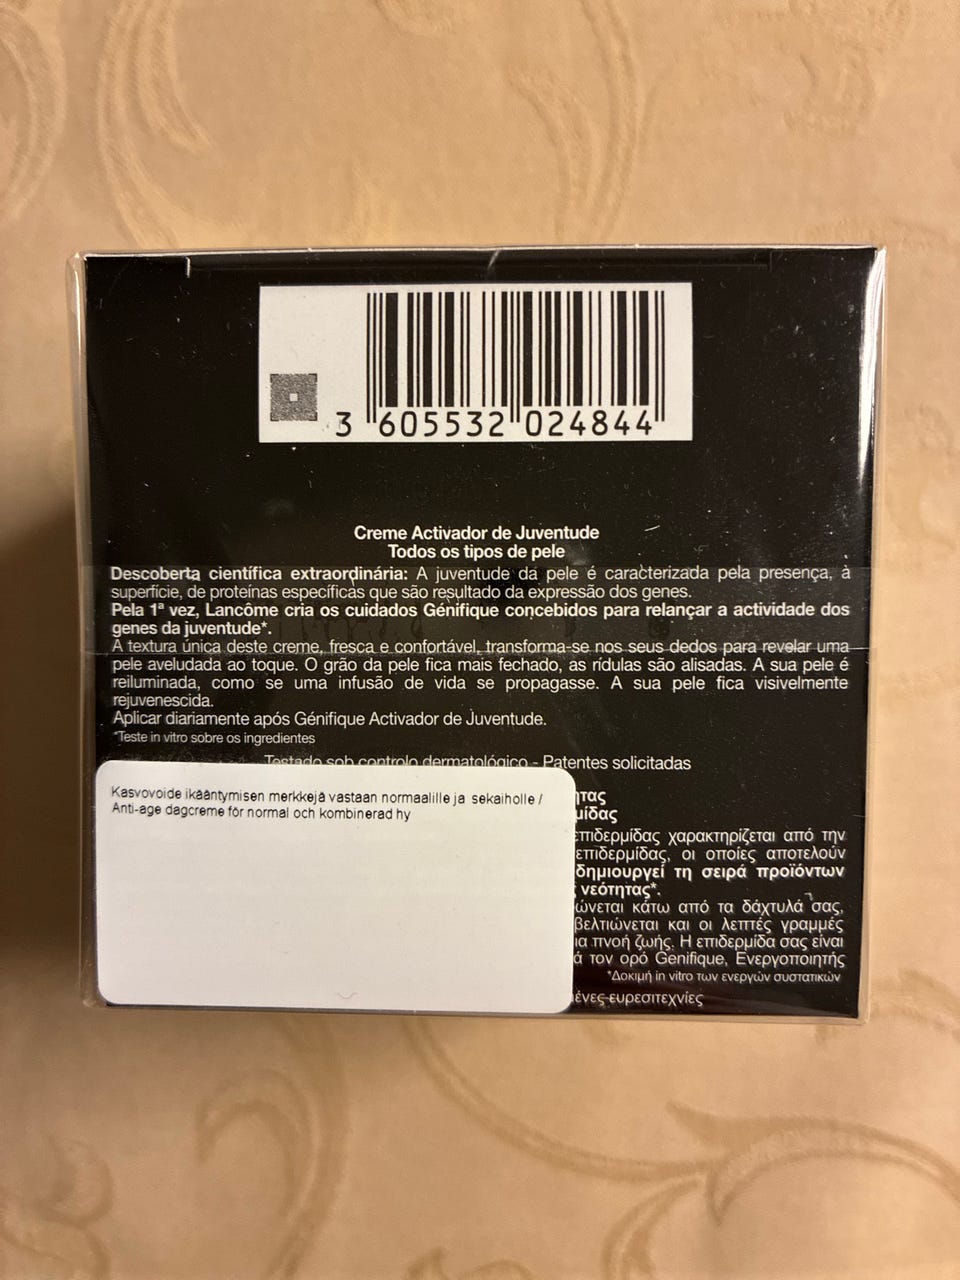 3 605532 024844
Creme Activador de Juventude
Todos os tipos de pele
Descoberta científica extraordinária: A juventude da pele é caracterizada pela presença, à
superfície, de proteínas específicas que são resultado da expressão dos genes.
Pela 1ª vez, Lancôme cria os cuidados Génifique concebidos para relançar a actividade dos
genes da juventude*.
A textura única deste creme, fresca e confortável, transforma-se nos seus dedos para revelar uma
pele aveludada ao toque. O grão da pele fica mais fechado, as rídulas são alisadas. A sua pele é
reiluminada, como se uma infusão de vida se propagasse. A sua pele fica visivelmente
rejuvenescida.
Aplicar diariamente após Génifique Activador de Juventude.
*Teste in vitro sobre os ingredientes
Testado sob controlo dermatológico - Patentes solicitadas
Kasvovoide ikääntymisen merkkejä vastaan normaalille ja sekaiholle /
Anti-age dagcreme för normal och kombinerad hy
ητας
μίδας
επιδερμίδας χαρακτηρίζεται από την
επιδερμίδας, οι οποίες αποτελούν
δημιουργεί τη σειρά προϊόντων
ς νεότητας*.
ώνεται κάτω από τα δάχτυλά σας,
βελτιώνεται και οι λεπτές γραμμές
ια πνοή ζωής. Η επιδερμίδα σας είναι
ά τον ορό Genifique, Ενεργοποιητής
*Δοκιμή in vitro των ενεργών συστατικών
ένες ευρεσιτεχνίες